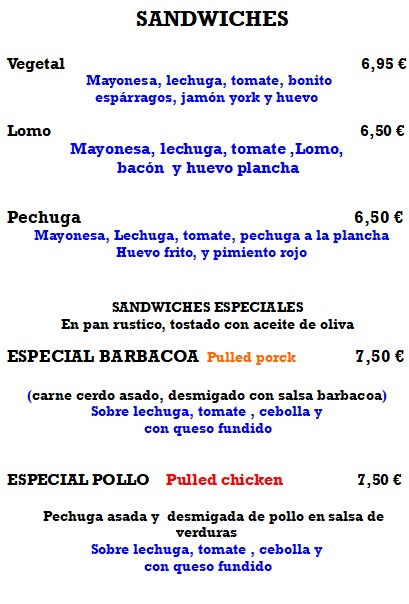 SANDWICHES
Vegetal 6,95 €
Mayonesa, lechuga, tomate, bonito
espárragos, jamón york y huevo
Lomo 6,50 €
Mayonesa, lechuga, tomate ,Lomo,
bacón y huevo plancha
Pechuga 6,50 €
Mayonesa, Lechuga, tomate, pechuga a la plancha
Huevo frito, y pimiento rojo
SANDWICHES ESPECIALES
En pan rustico, tostado con aceite de oliva
ESPECIAL BARBACOA Pulled porck 7,50 €
(carne cerdo asado, desmigado con salsa barbacoa)
Sobre lechuga, tomate , cebolla y
con queso fundido
ESPECIAL POLLO Pulled chicken 7,50 €
Pechuga asada y desmigada de pollo en salsa de
verduras
Sobre lechuga, tomate , cebolla y
con queso fundido